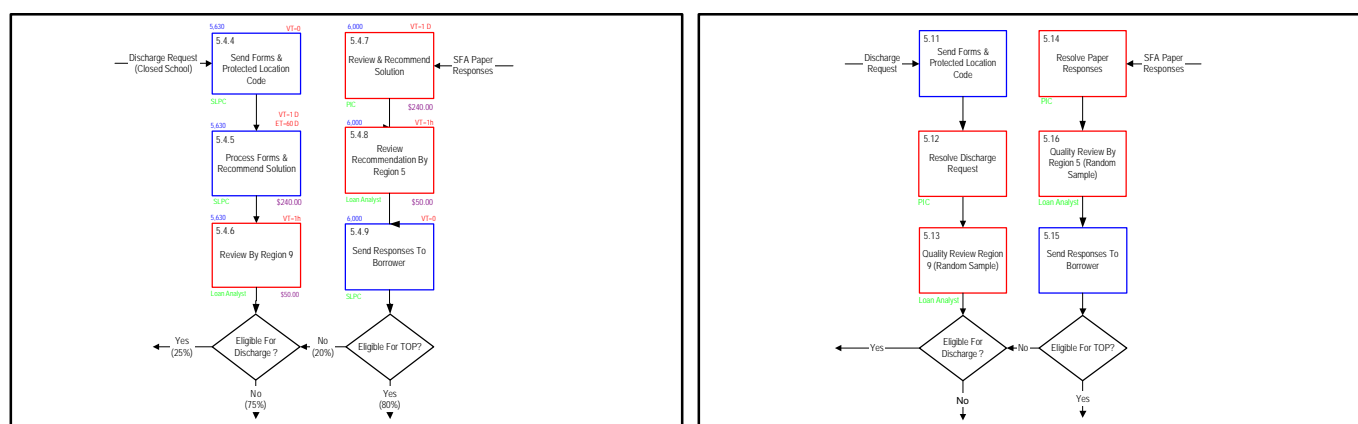 5,630
VT=0
5.4.4
Send Forms &
Protected Location
Code
Discharge Request
(Closed School)
SLPC
5,630
VT=1 D
ET=60 D
5.4.5
Process Forms &
Recommend Solution
SLPC
$240.00
5,630
VT=1h
5.4.6
Review By Region 9
Loan Analyst
$50.00
Eligible For
Discharge ?
Yes
(25%)
No
(75%)
6,000
VT=1 D
5.4.7
Review & Recommend
Solution
SFA Paper
Responses
PIC
$240.00
6,000
VT=1h
5.4.8
Review
Recommendation By
Region 5
Loan Analyst
$50.00
6,000
VT=0
5.4.9
Send Responses To
Borrower
SLPC
No
(20%)
Eligible For TOP?
Yes
(80%)
5.11
Send Forms &
Protected Location
Code
Discharge
Request
5.12
Resolve Discharge
Request
PIC
5.13
Quality Review Region
9 (Random Sample)
Loan Analyst
Eligible For
Discharge ?
Yes
No
5.14
Resolve Paper
Responses
SFA Paper
Responses
PIC
5.16
Quality Review By
Region 5 (Random
Sample)
Loan Analyst
5.15
Send Responses To
Borrower
No
Eligible For TOP?
Yes